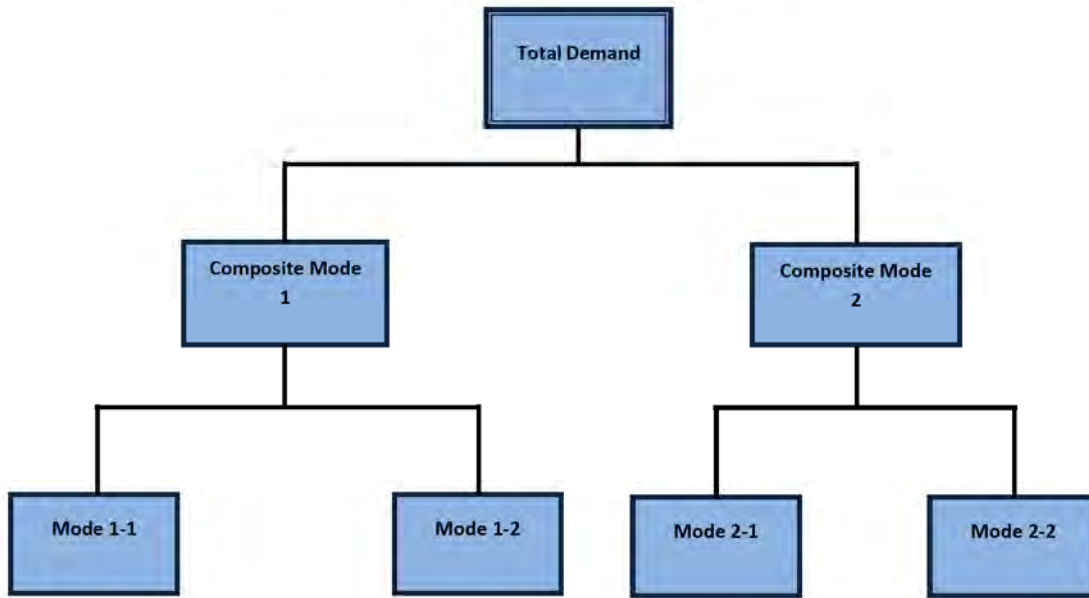 Total Demand
Composite Mode
1
Composite Mode
2
Mode 1-1
Mode 1-2
Mode 2-1
Mode 2-2